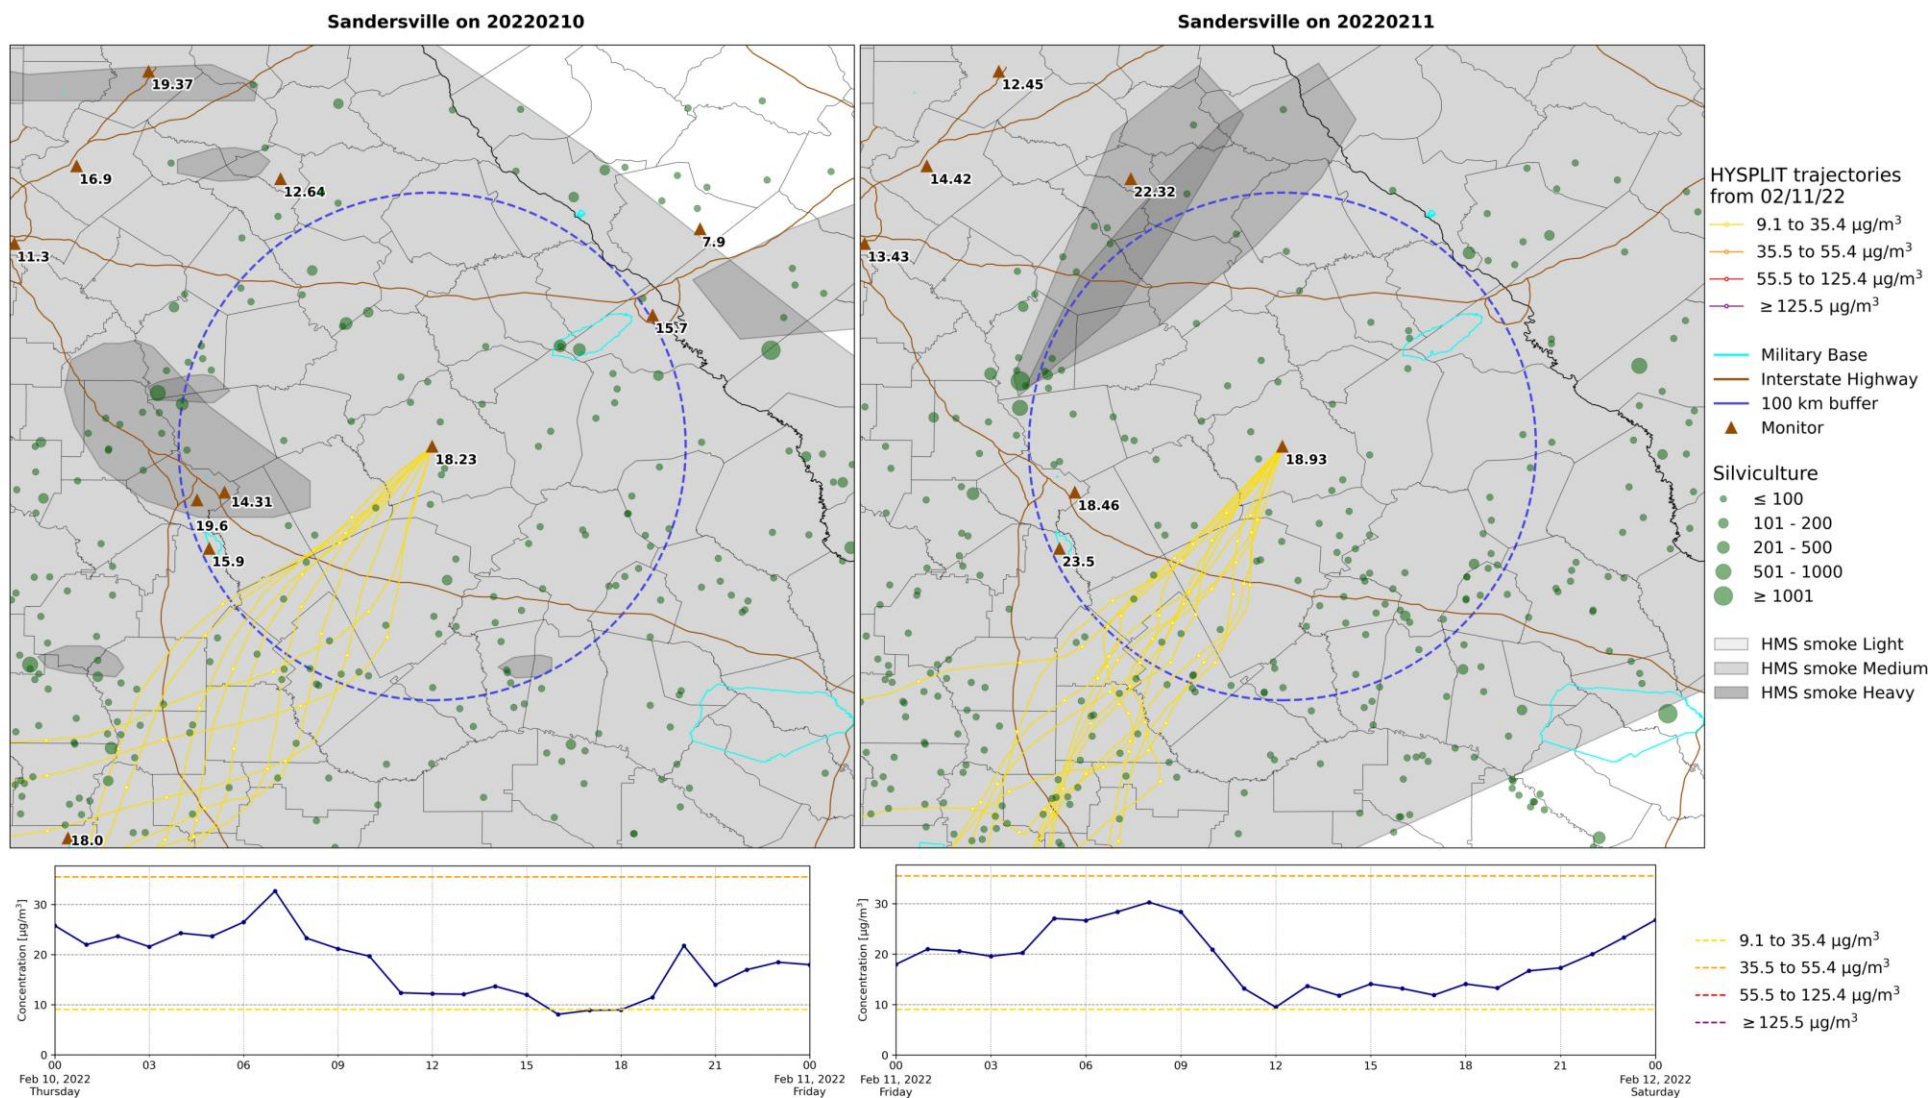 Sandersville on 20220210
Sandersville on 20220211
19.37
16.9
12.64
11.3
7.9
15.7
18.23
14.31
19.6
15.9
18.0
12.45
14.42
22.32
13.43
18.93
18.46
23.5
HYSPLIT trajectories
from 02/11/22
9.1 to 35.4 µg/m³
35.5 to 55.4 µg/m³
55.5 to 125.4 µg/m³
≥ 125.5 µg/m³
Military Base
Interstate Highway
100 km buffer
Monitor
Silviculture
≤ 100
101 - 200
201 - 500
501 - 1000
≥ 1001
HMS smoke Light
HMS smoke Medium
HMS smoke Heavy
Concentration [µg/m³]
30
20
10
0
00
03
06
09
12
15
18
21
00
Feb 10, 2022
Thursday
Feb 11, 2022
Friday
Concentration [µg/m³]
30
20
10
0
00
03
06
09
12
15
18
21
00
Feb 11, 2022
Friday
Feb 12, 2022
Saturday
9.1 to 35.4 µg/m³
35.5 to 55.4 µg/m³
55.5 to 125.4 µg/m³
≥ 125.5 µg/m³